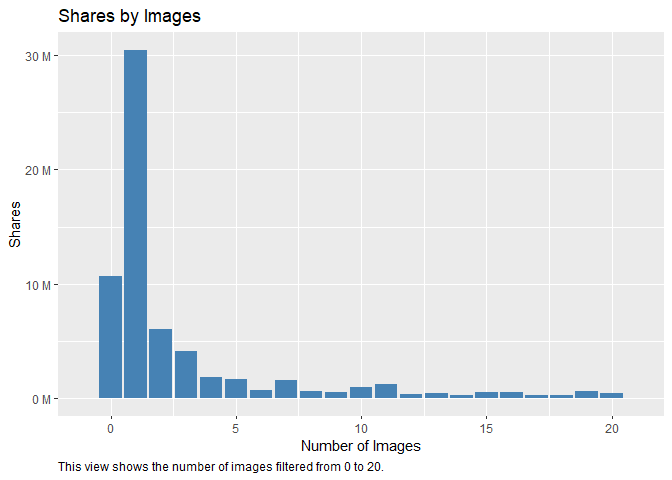 Shares by Images
30 M
20 M
10 M
0 M
Shares
0 5 10 15 20
Number of Images
This view shows the number of images filtered from 0 to 20.